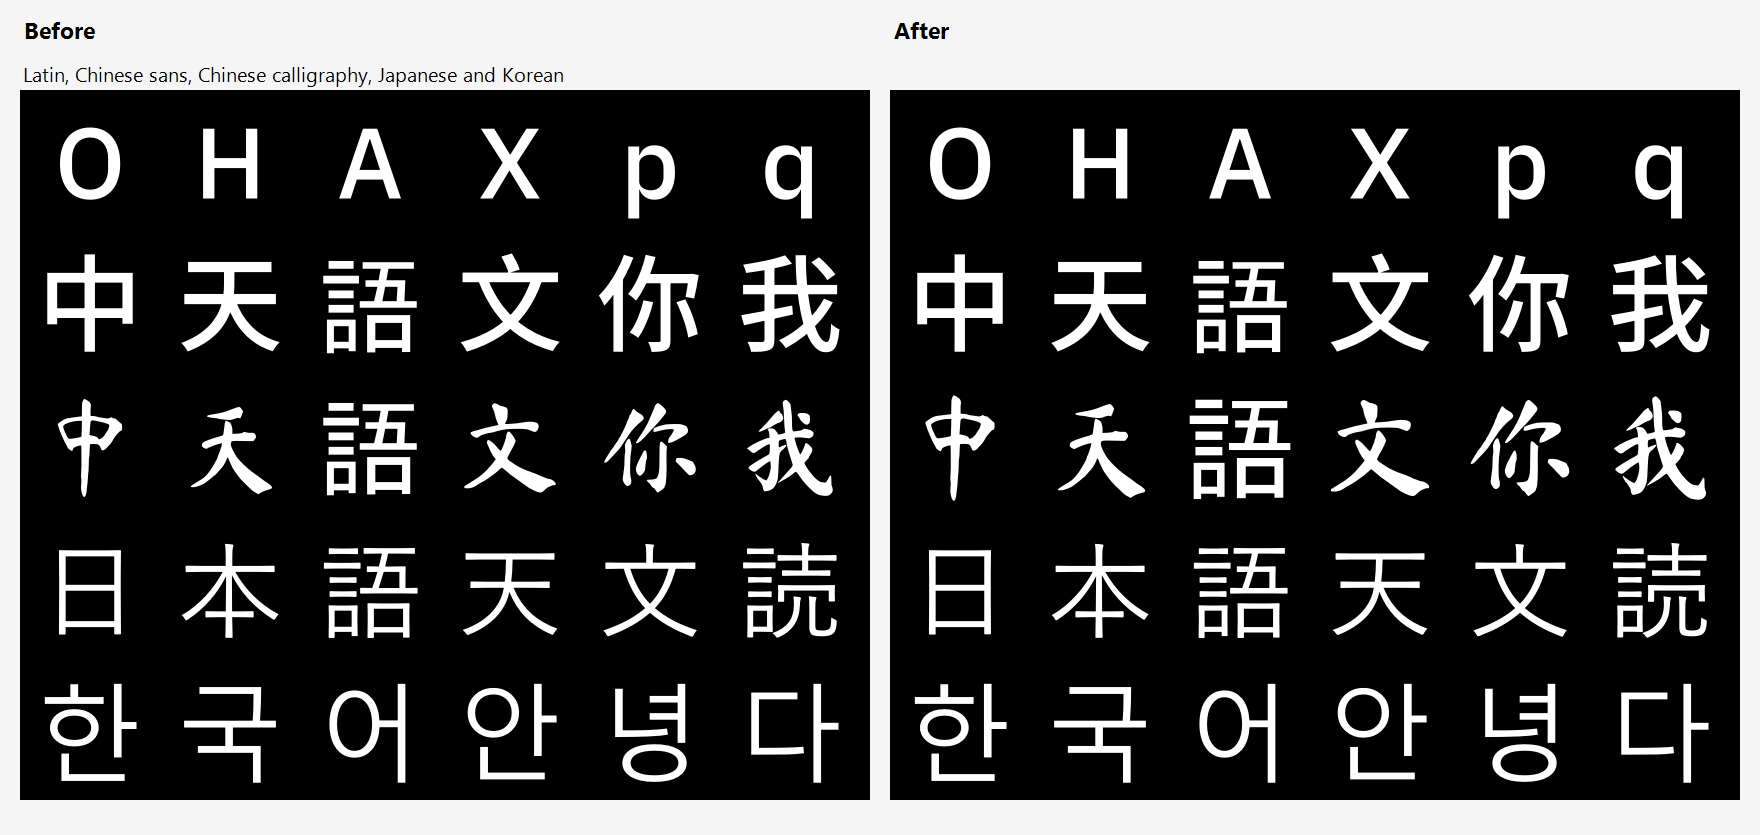 Before After
Latin, Chinese sans, Chinese calligraphy, Japanese and Korean
O H A X p q O H A X p q
中 天 語 文 你 我 中 天 語 文 你 我
中 天 語 文 你 我 中 天 語 文 你 我
日 本 語 天 文 読 日 本 語 天 文 読
한 국 어 안 녕 다 한 국 어 안 녕 다